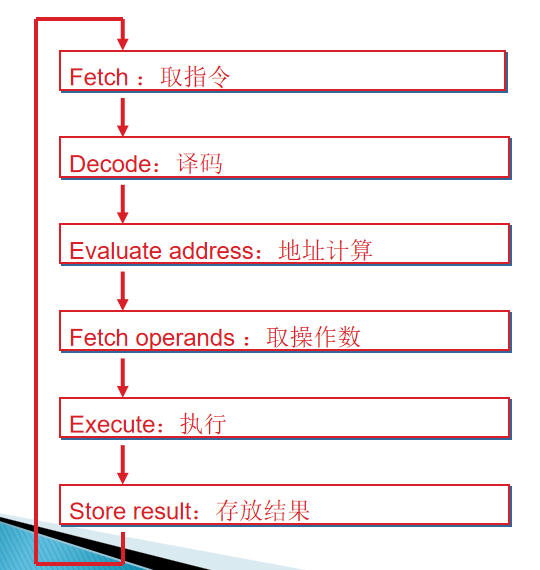 Fetch ：取指令
Decode：译码
Evaluate address：地址计算
Fetch operands ：取操作数
Execute：执行
Store result：存放结果